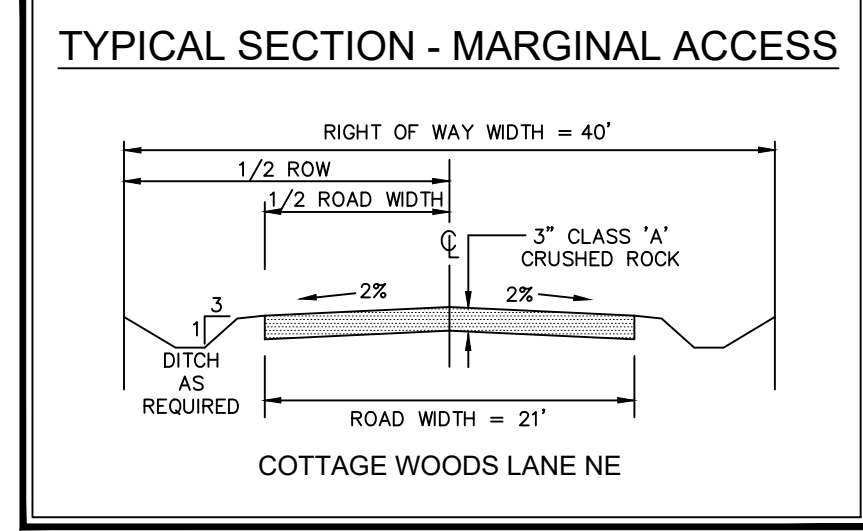 TYPICAL SECTION - MARGINAL ACCESS
RIGHT OF WAY WIDTH = 40'
1/2 ROW
1/2 ROAD WIDTH
℄
3" CLASS 'A'
CRUSHED ROCK
2%
2%
3
1
DITCH
AS
REQUIRED
ROAD WIDTH = 21'
COTTAGE WOODS LANE NE